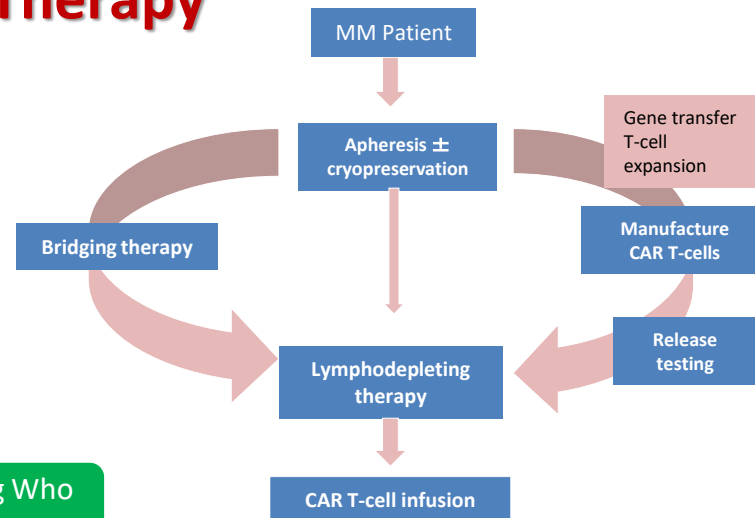 Therapy
MM Patient
Gene transfer
T-cell
expansion
Apheresis ±
cryopreservation
Bridging therapy
Manufacture
CAR T-cells
Release
testing
Lymphodepleting
therapy
Who
CAR T-cell infusion